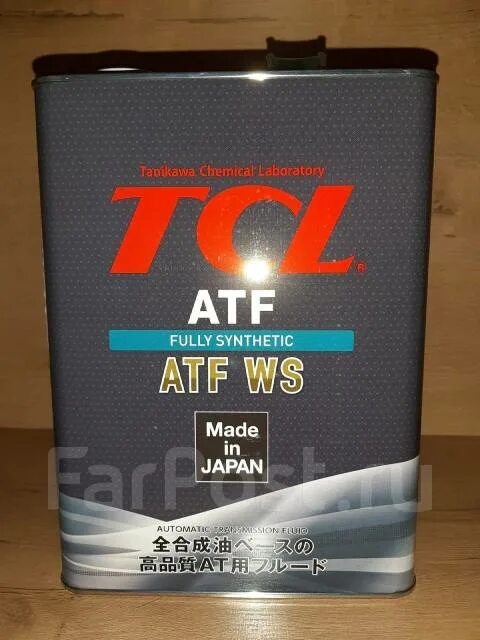 Tanikawa Chemical Laboratory
TCL®
ATF
FULLY SYNTHETIC
ATF WS
Made
in
JAPAN
FarPost.ru
AUTOMATIC TRANSMISSION FLUID
全合成油ベースの
高品質AT用フルード